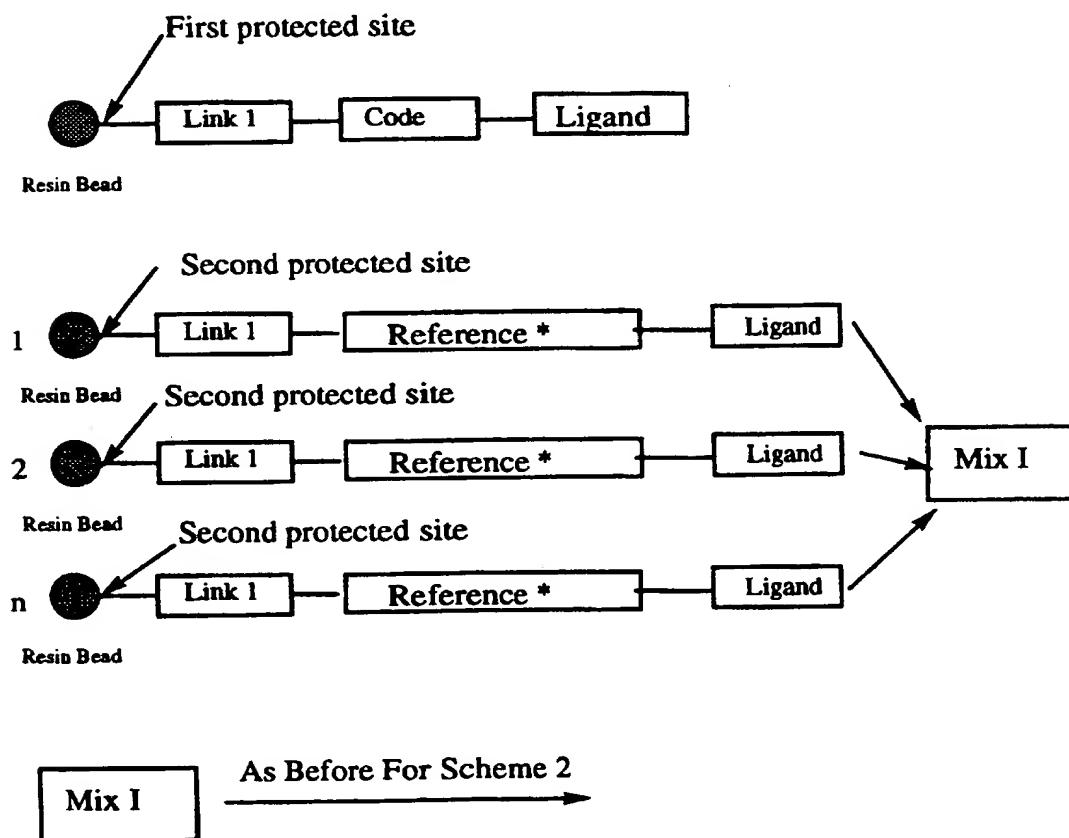 First protected site
Link 1 Code Ligand
Resin Bead
Second protected site
1 Link 1 Reference * Ligand
Resin Bead
Second protected site
2 Link 1 Reference * Ligand
Mix I
Resin Bead
Second protected site
n Link 1 Reference * Ligand
Resin Bead
As Before For Scheme 2
Mix I